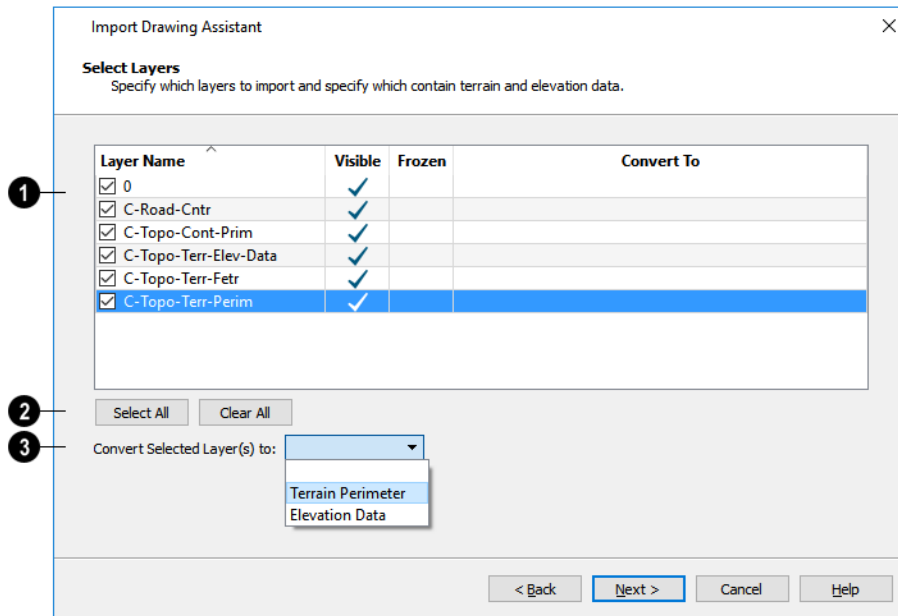 Import Drawing Assistant
Select Layers
Specify which layers to import and specify which contain terrain and elevation data.
Layer Name Visible Frozen Convert To
1
0
C-Road-Cntr
C-Topo-Cont-Prim
C-Topo-Terr-Elev-Data
C-Topo-Terr-Fetr
C-Topo-Terr-Perim
2 Select All Clear All
3 Convert Selected Layer(s) to:
Terrain Perimeter
Elevation Data
< Back Next > Cancel Help